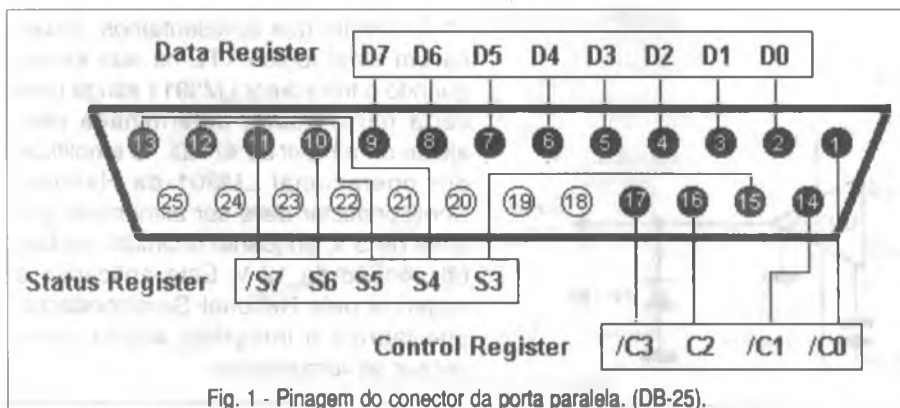 Data Register D7 D6 D5 D4 D3 D2 D1 D0
13 12 11 10 9 8 7 6 5 4 3 2 1
25 24 23 22 21 20 19 18 17 16 15 14
Status Register /S7 S6 S5 S4 S3
Control Register /C3 C2 /C1 /C0
Fig. 1 - Pinagem do conector da porta paralela. (DB-25).